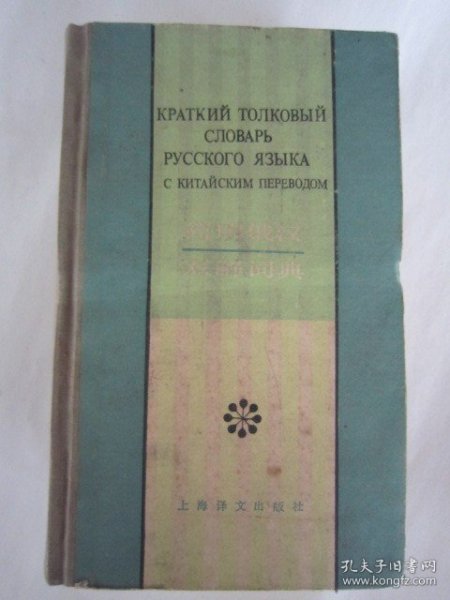 КРАТКИЙ ТОЛКОВЫЙ
СЛОВАРЬ
РУССКОГО ЯЗЫКА
С КИТАЙСКИМ ПЕРЕВОДОМ
上海译文出版社
孔夫子旧书网
www.kongfz.com